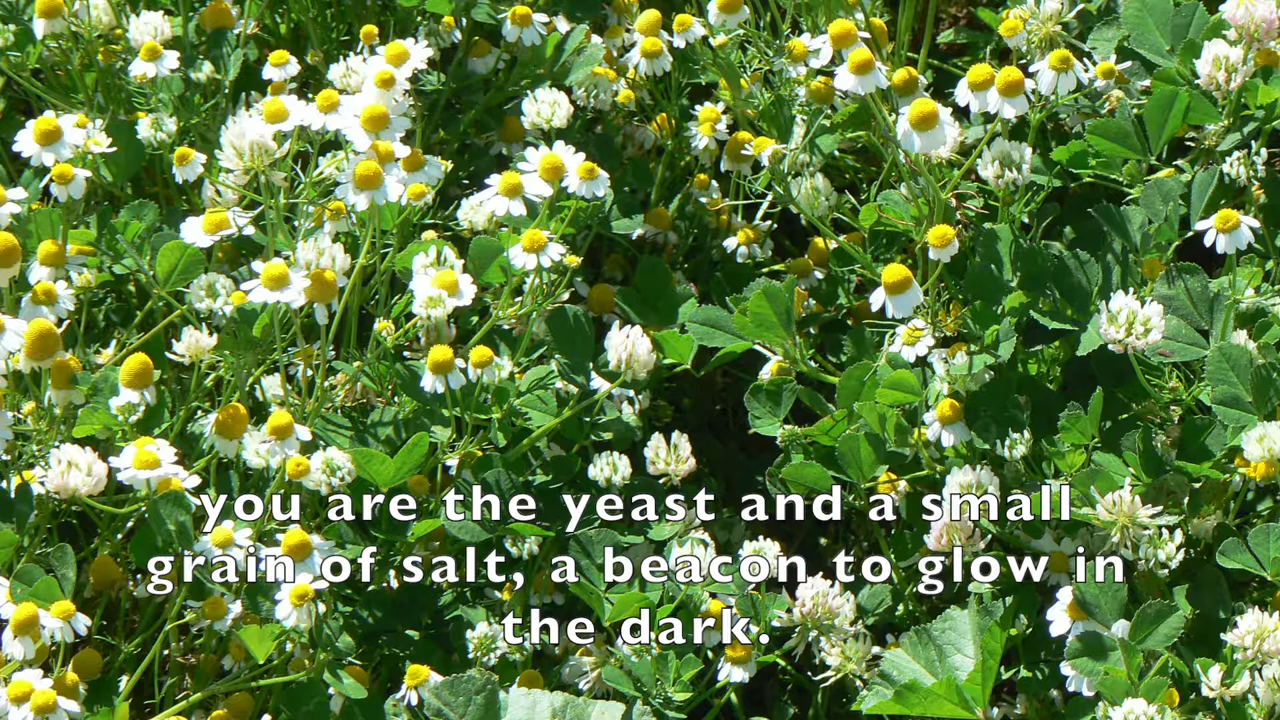 you are the yeast and a small
grain of salt, a beacon to glow in
the dark.